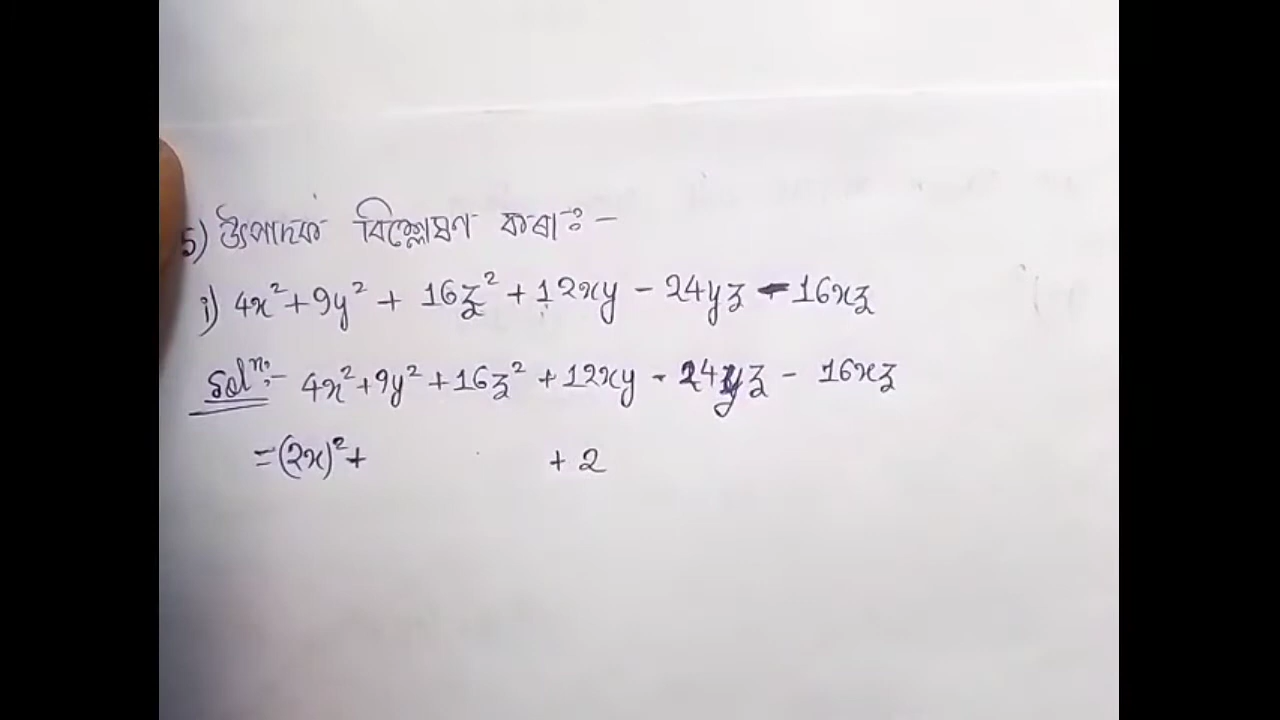 5) উৎপাদক বিশ্লেষণ কৰা ঃ-
i) 4x² + 9y² + 16z² + 12xy - 24yz - 16xz
Solⁿ:- 4x² + 9y² + 16z² + 12xy - 24yz - 16xz
= (2x)² + + 2